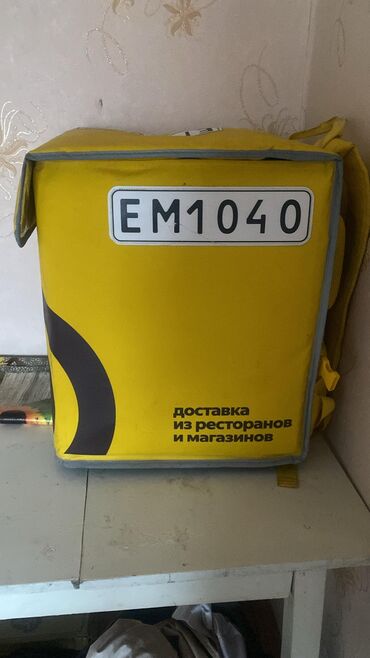 EM1040
доставка
из ресторанов
и магазинов